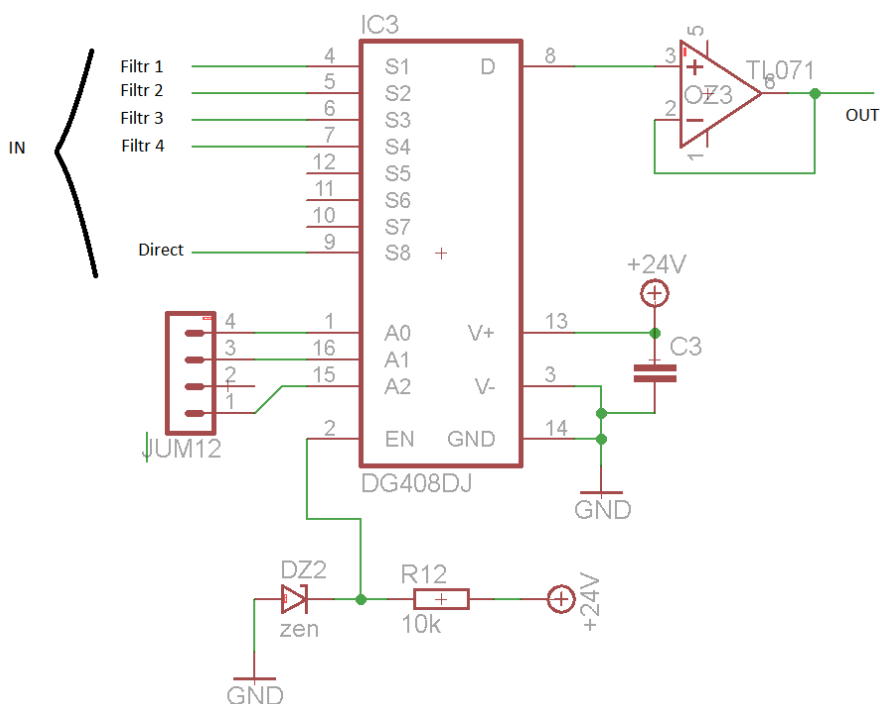 IC3
IN
Filtr 1 4 S1 D 8 3 5 TL071
Filtr 2 5 S2 OZ3 6
Filtr 3 6 S3 2 OUT
Filtr 4 7 S4 1
12 S5
11 S6
10 S7
Direct 9 S8
+24V
4 1 A0 V+ 13 C3
3 16 A1
2 15 A2 V- 3
1
JUM12 2 EN GND 14
DG408DJ
GND
DZ2 R12
zen 10k +24V
GND